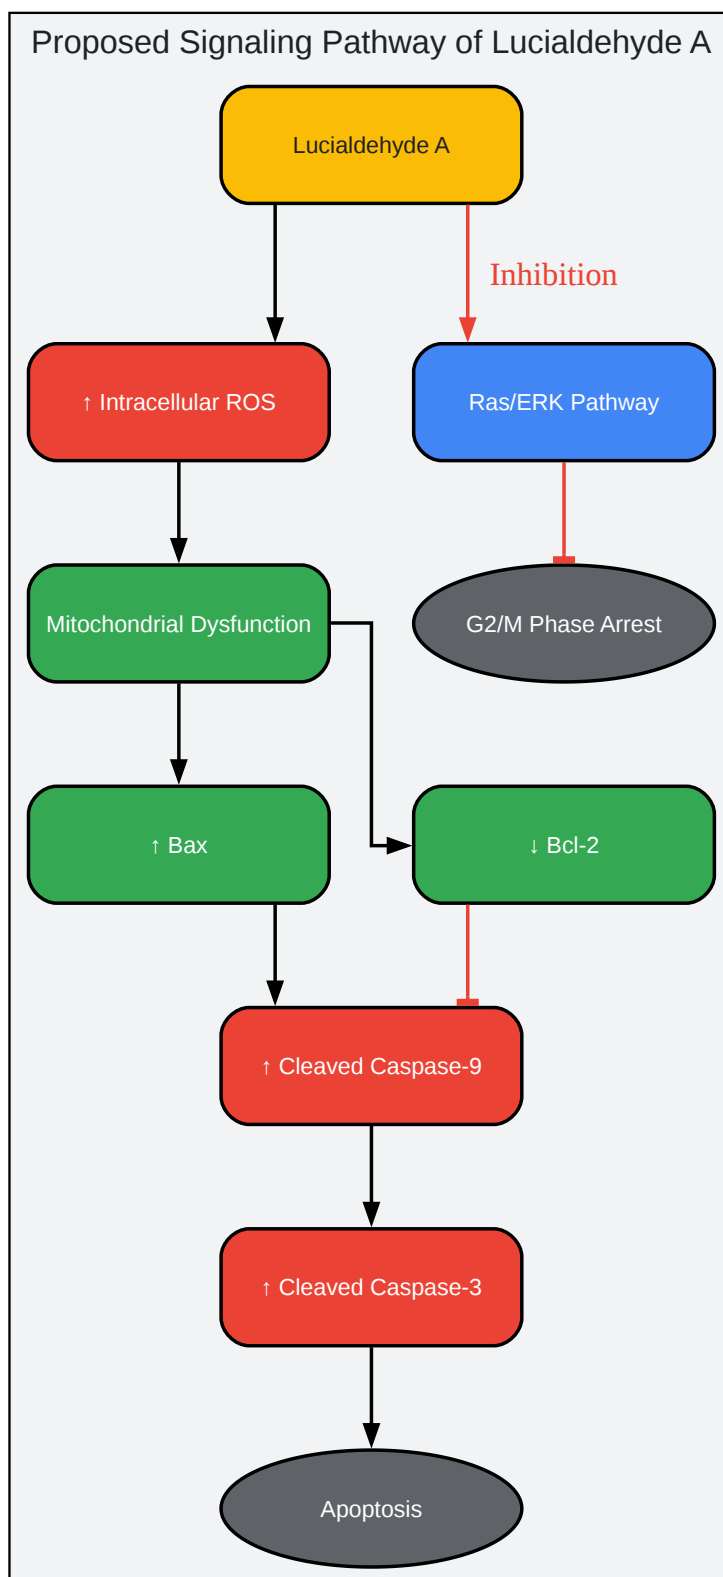 Proposed Signaling Pathway of Lucialdehyde A
Lucialdehyde A
Inhibition
↑ Intracellular ROS
Ras/ERK Pathway
Mitochondrial Dysfunction
G2/M Phase Arrest
↑ Bax
↓ Bcl-2
↑ Cleaved Caspase-9
↑ Cleaved Caspase-3
Apoptosis